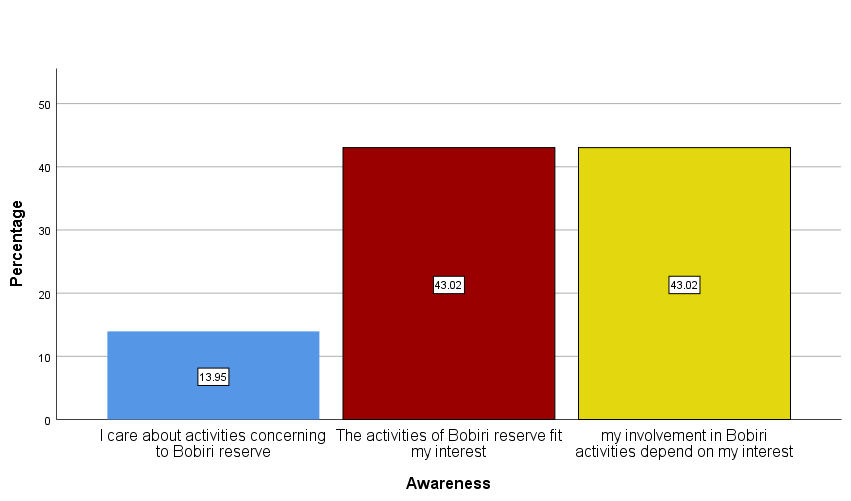 Percentage
50
40
30
20
10
0
13.95
43.02
43.02
I care about activities concerning
to Bobiri reserve
The activities of Bobiri reserve fit
my interest
my involvement in Bobiri
activities depend on my interest
Awareness